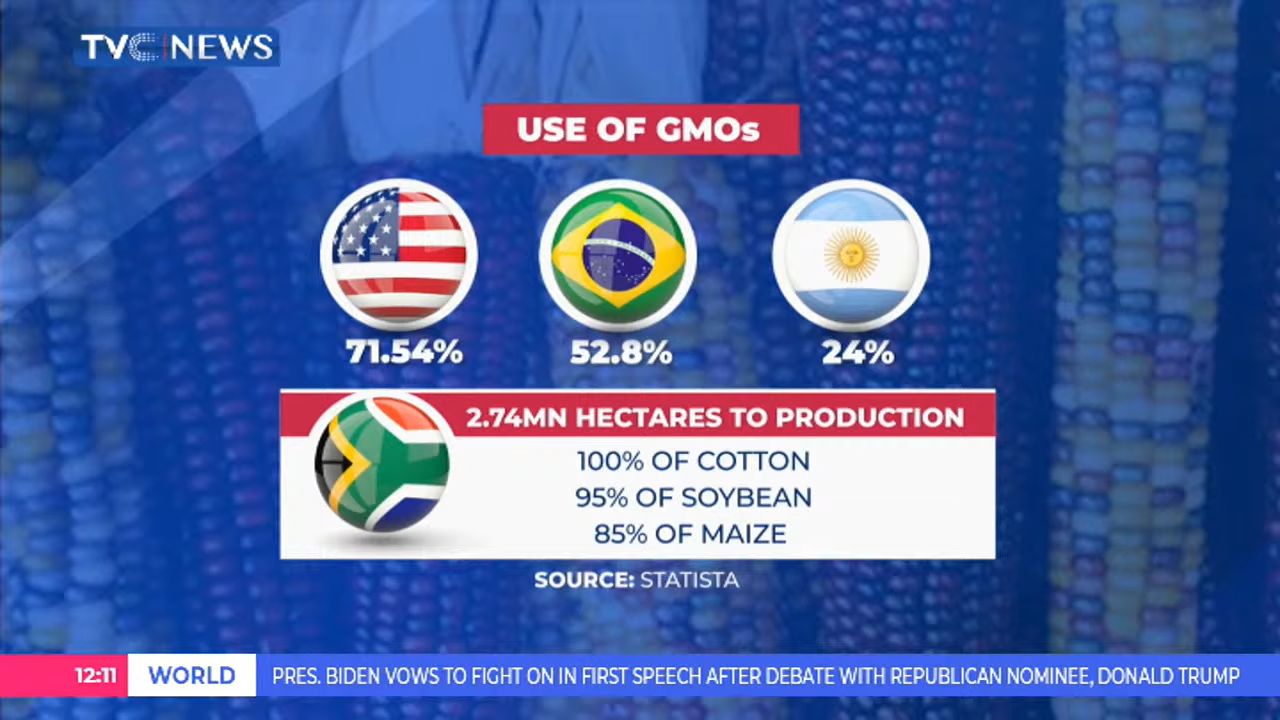 TVC NEWS
USE OF GMOs
71.54%
52.8%
24%
2.74MN HECTARES TO PRODUCTION
100% OF COTTON
95% OF SOYBEAN
85% OF MAIZE
SOURCE: STATISTA
12:11 WORLD PRES. BIDEN VOWS TO FIGHT ON IN FIRST SPEECH AFTER DEBATE WITH REPUBLICAN NOMINEE, DONALD TRUMP